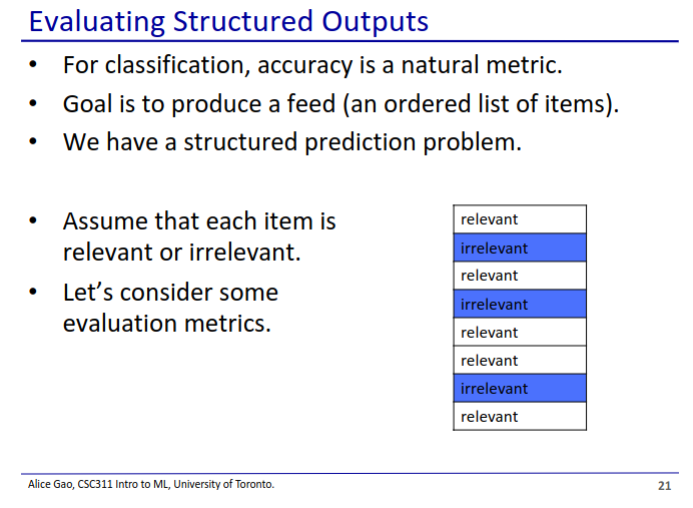 Evaluating Structured Outputs
• For classification, accuracy is a natural metric.
• Goal is to produce a feed (an ordered list of items).
• We have a structured prediction problem.
• Assume that each item is
relevant or irrelevant.
• Let's consider some
evaluation metrics.
relevant
irrelevant
relevant
irrelevant
relevant
relevant
irrelevant
relevant
Alice Gao, CSC311 Intro to ML, University of Toronto.
21